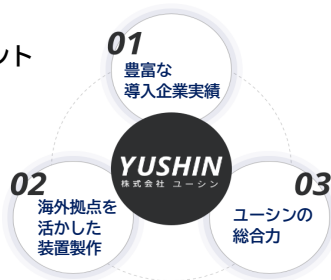 ント
01
豊富な
導入企業実績
YUSHIN
株式会社 ユーシン
02
海外拠点を
活かした
装置製作
03
ユーシンの
総合力